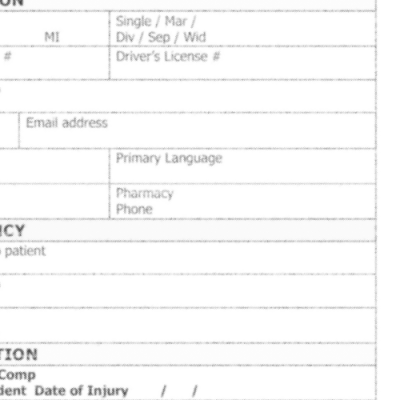 ON
Single / Mar /
MI Div / Sep / Wid
# Driver's License #
Email address
Primary Language
Pharmacy
Phone
NCY
patient
TION
Comp
dent Date of Injury / /